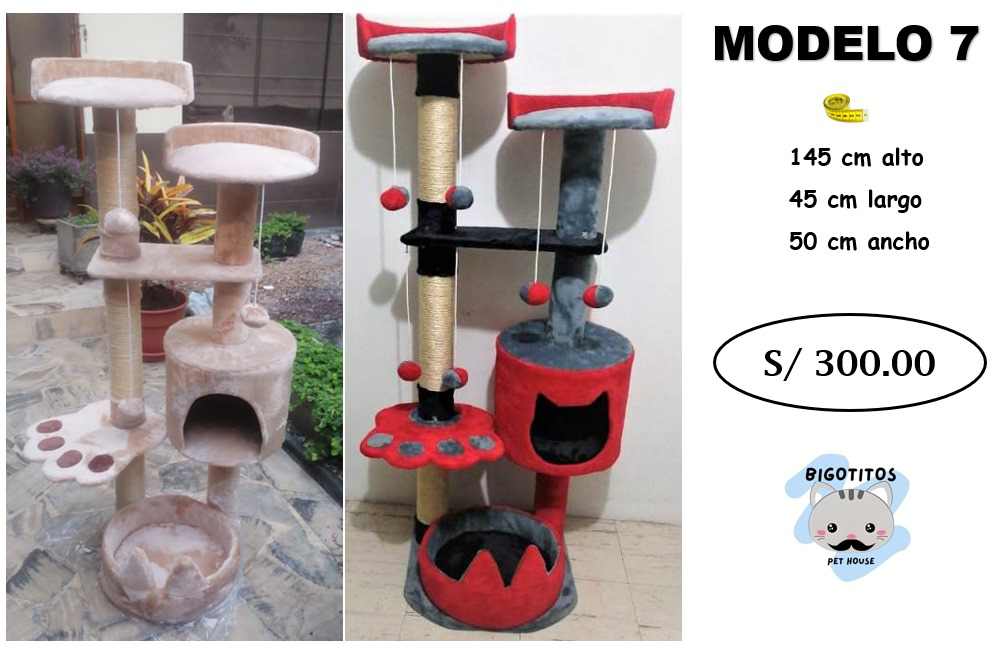 MODELO 7
145 cm alto
45 cm largo
50 cm ancho
S/ 300.00
BIGOTITOS
PET HOUSE